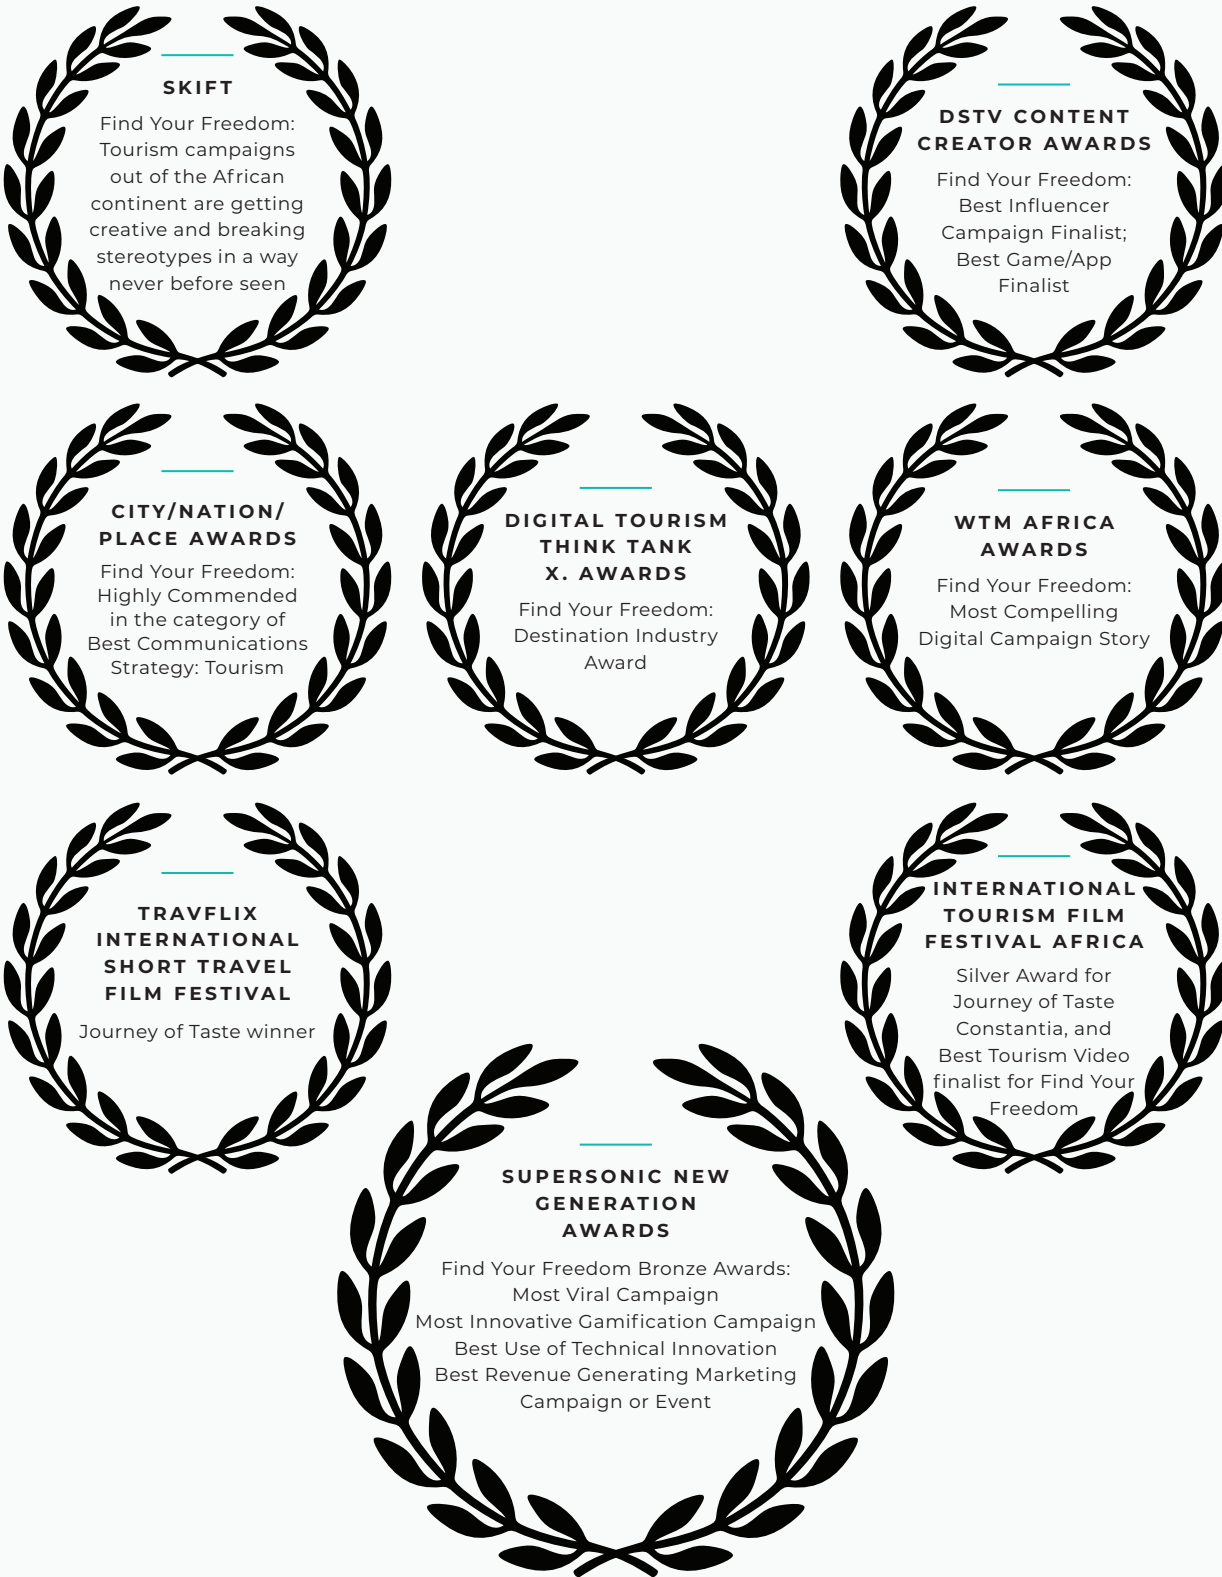 SKIFT
Find Your Freedom:
Tourism campaigns
out of the African
continent are getting
creative and breaking
stereotypes in a way
never before seen
DSTV CONTENT
CREATOR AWARDS
Find Your Freedom:
Best Influencer
Campaign Finalist;
Best Game/App
Finalist
CITY/NATION/
PLACE AWARDS
Find Your Freedom:
Highly Commended
in the category of
Best Communications
Strategy: Tourism
DIGITAL TOURISM
THINK TANK
X. AWARDS
Find Your Freedom:
Destination Industry
Award
WTM AFRICA
AWARDS
Find Your Freedom:
Most Compelling
Digital Campaign Story
TRAVFLIX
INTERNATIONAL
SHORT TRAVEL
FILM FESTIVAL
Journey of Taste winner
INTERNATIONAL
TOURISM FILM
FESTIVAL AFRICA
Silver Award for
Journey of Taste
Constantia, and
Best Tourism Video
finalist for Find Your
Freedom
SUPERSONIC NEW
GENERATION
AWARDS
Find Your Freedom Bronze Awards:
Most Viral Campaign
Most Innovative Gamification Campaign
Best Use of Technical Innovation
Best Revenue Generating Marketing
Campaign or Event